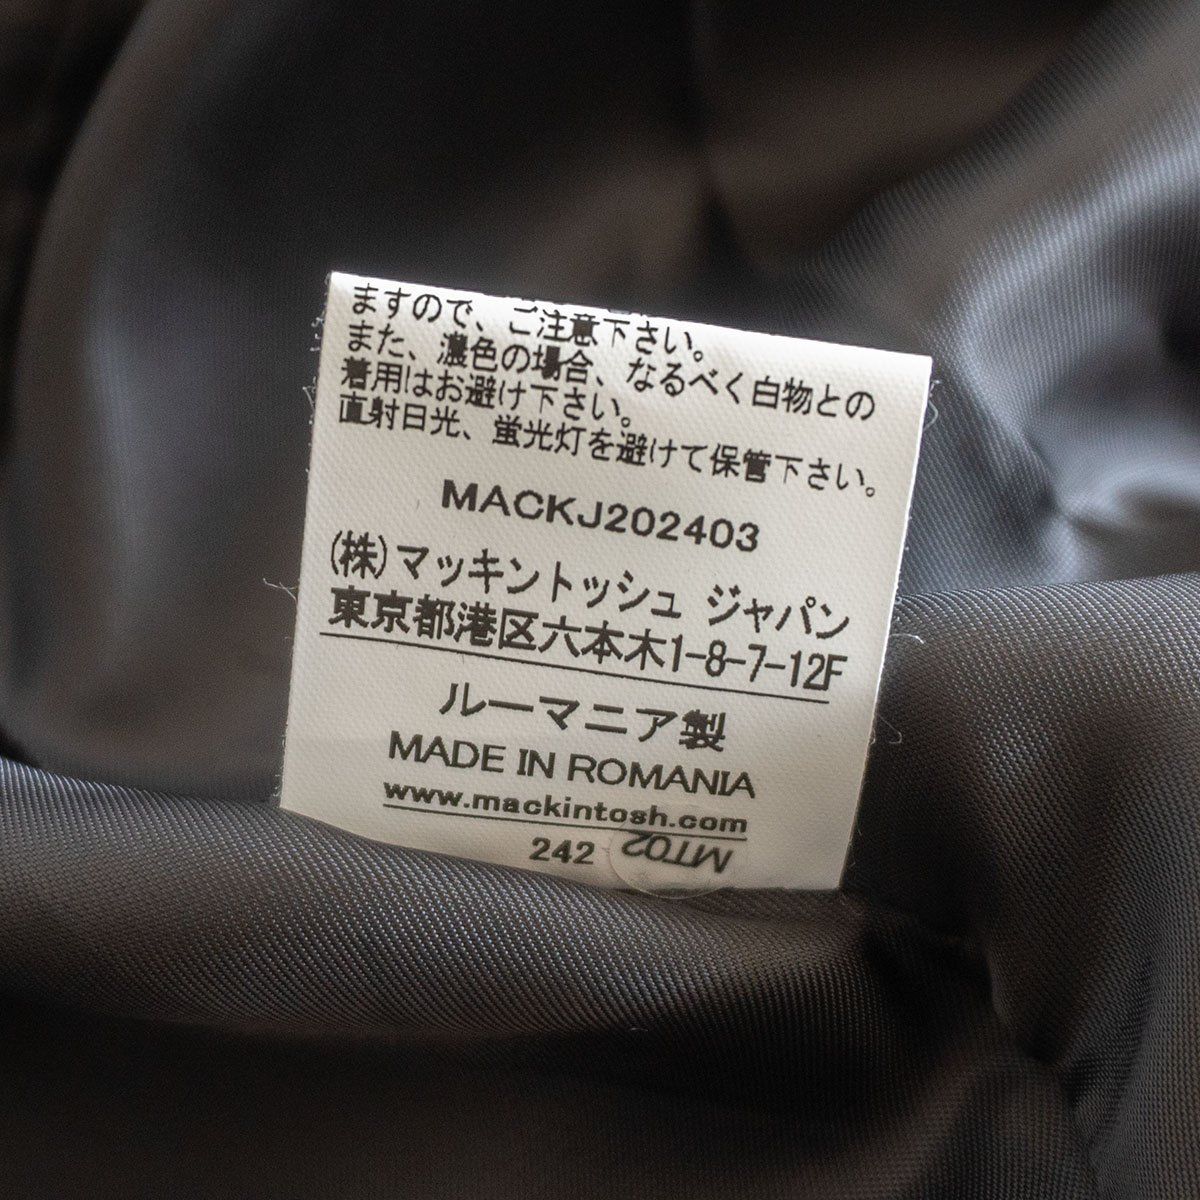 ますので、ご注意下さい。
また、濃色の場合、なるべく白物との
着用はお避け下さい。
直射日光、蛍光灯を避けて保管下さい。
MACKJ202403
(株)マッキントッシュ ジャパン
東京都港区六本木1-8-7-12F
ルーマニア製
MADE IN ROMANIA
www.mackintosh.com
242
MT02